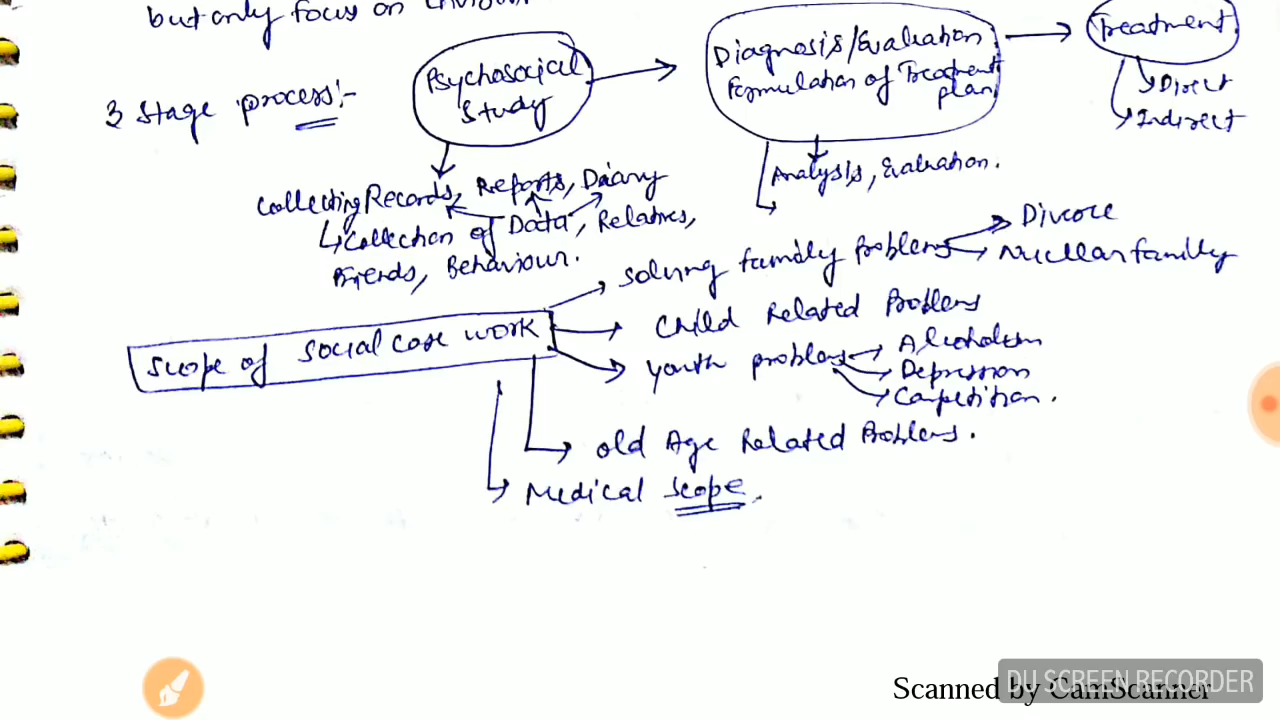 but only focus on
3 Stage process:-
Psychosocial Study
Diagnosis/Evaluation
Formulation of Treatment plan
Treatment
Direct
Indirect
Collecting Records, Reports, Diary
Collection of Data, Relatives,
Friends, Behaviour.
Analysis, Evaluation.
Scope of Social case work
Solving family problems
Divorce
Nuclear family
Child Related Problems
Youth problems
Alcoholism
Depression
Competition.
Old Age Related Problems.
Medical Scope.
Scanned by CamScanner
DU SCREEN RECORDER